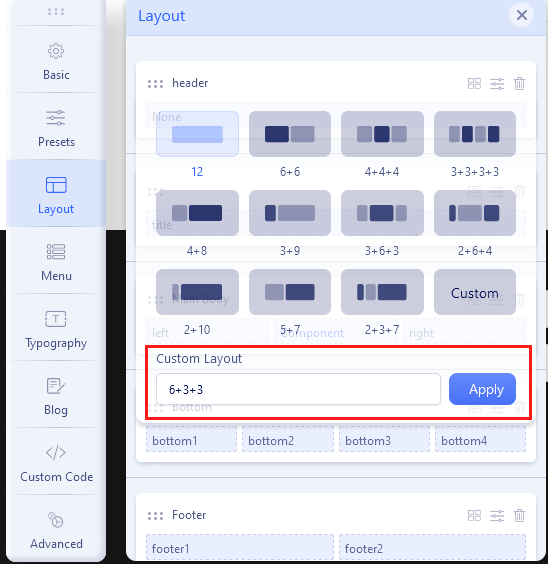 Layout
Basic
Presets
Layout
Menu
Typography
Blog
Custom Code
Advanced
header
None
12
6+6
4+4+4
3+3+3+3
title
4+8
3+9
3+6+3
2+6+4
Main Body
left
Component
right
2+10
5+7
2+3+7
Custom
Custom Layout
6+3+3
Apply
Bottom
bottom1
bottom2
bottom3
bottom4
Footer
footer1
footer2